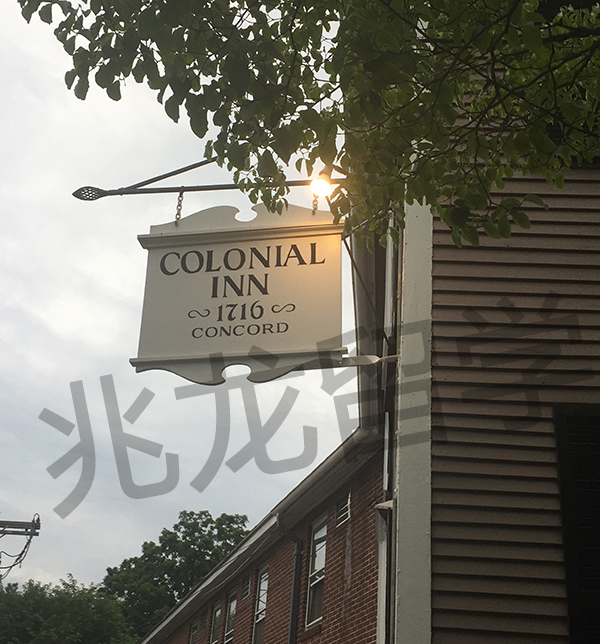 COLONIAL
INN
~ 1716 ~
CONCORD
兆龙留学